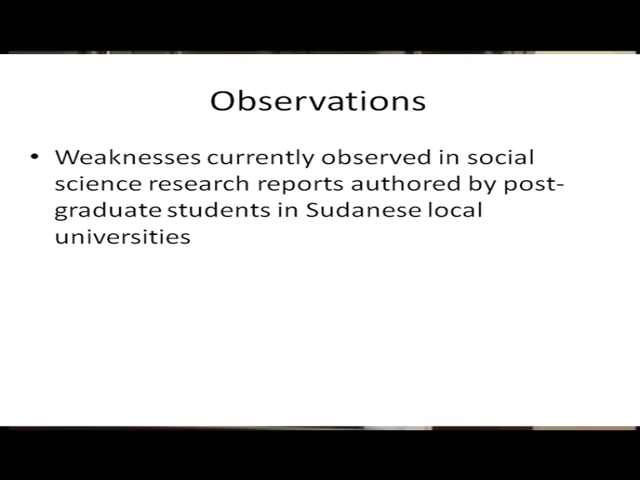 Observations
• Weaknesses currently observed in social
science research reports authored by post-
graduate students in Sudanese local
universities